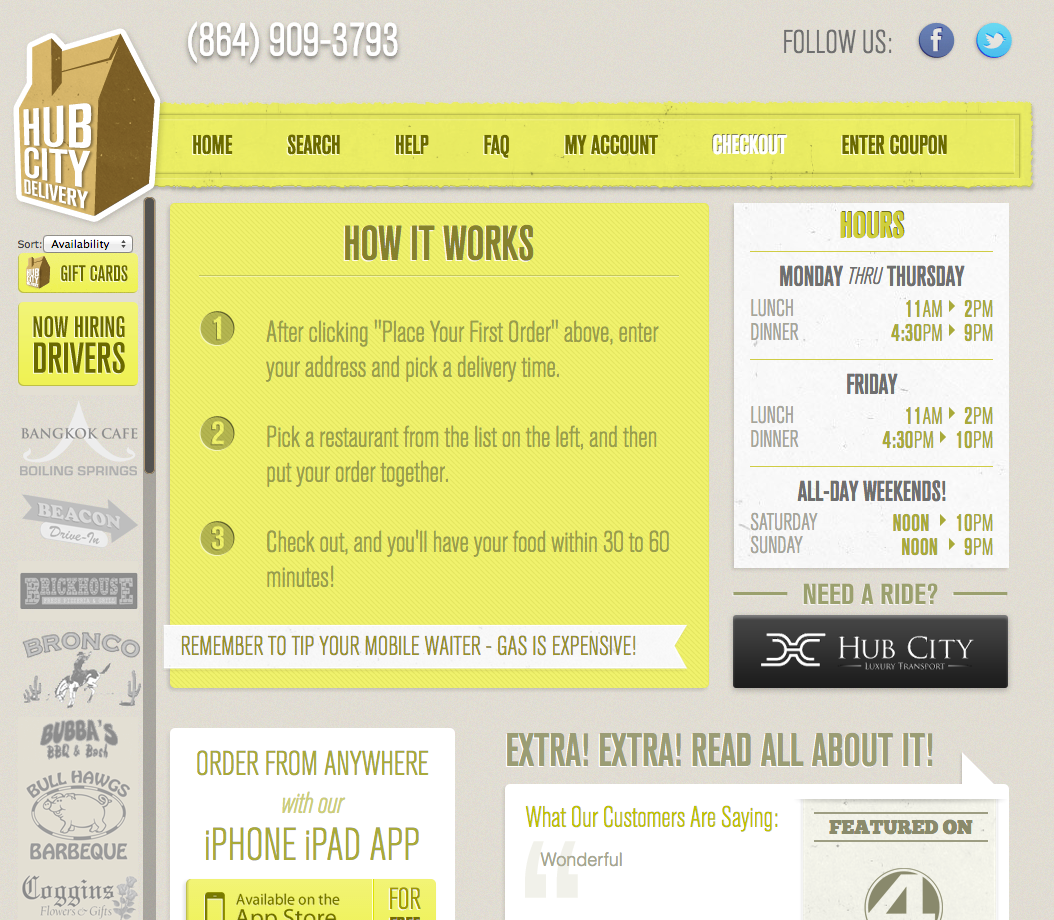 (864) 909-3793
FOLLOW US:
HUB
CITY
DELIVERY
HOME SEARCH HELP FAQ MY ACCOUNT CHECKOUT ENTER COUPON
Sort: Availability
HUB CITY GIFT CARDS
NOW HIRING
DRIVERS
BANGKOK CAFE
BOILING SPRINGS
BEACON
Drive-In
BRICKHOUSE
BRONCO
BUBBA'S
BBQ & Bash
BULL HAWGS
BARBEQUE
Coggins
Flowers & Gifts
HOW IT WORKS
1 After clicking "Place Your First Order" above, enter
your address and pick a delivery time.
2 Pick a restaurant from the list on the left, and then
put your order together.
3 Check out, and you'll have your food within 30 to 60
minutes!
REMEMBER TO TIP YOUR MOBILE WAITER - GAS IS EXPENSIVE!
HOURS
MONDAY THRU THURSDAY
LUNCH 11AM 2PM
DINNER 4:30PM 9PM
FRIDAY
LUNCH 11AM 2PM
DINNER 4:30PM 10PM
ALL-DAY WEEKENDS!
SATURDAY NOON 10PM
SUNDAY NOON 9PM
NEED A RIDE?
HUB CITY
LUXURY TRANSPORT
ORDER FROM ANYWHERE
with our
iPHONE iPAD APP
Available on the
App Store
FOR
FREE
EXTRA! EXTRA! READ ALL ABOUT IT!
What Our Customers Are Saying:
Wonderful
FEATURED ON
4